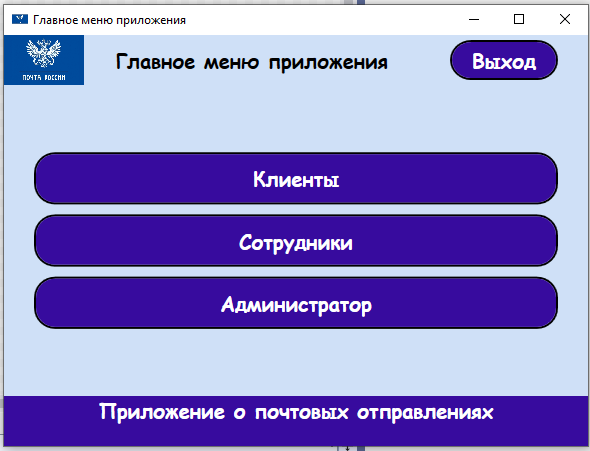 Главное меню приложения
ПОЧТА РОССИИ
Главное меню приложения
Выход
Клиенты
Сотрудники
Администратор
Приложение о почтовых отправлениях